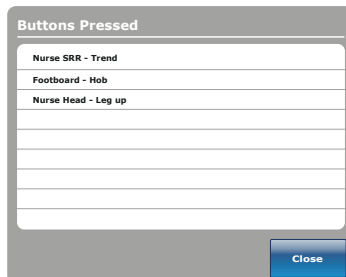 Buttons Pressed
Nurse SRR - Trend
Footboard - Hob
Nurse Head - Leg up
Close